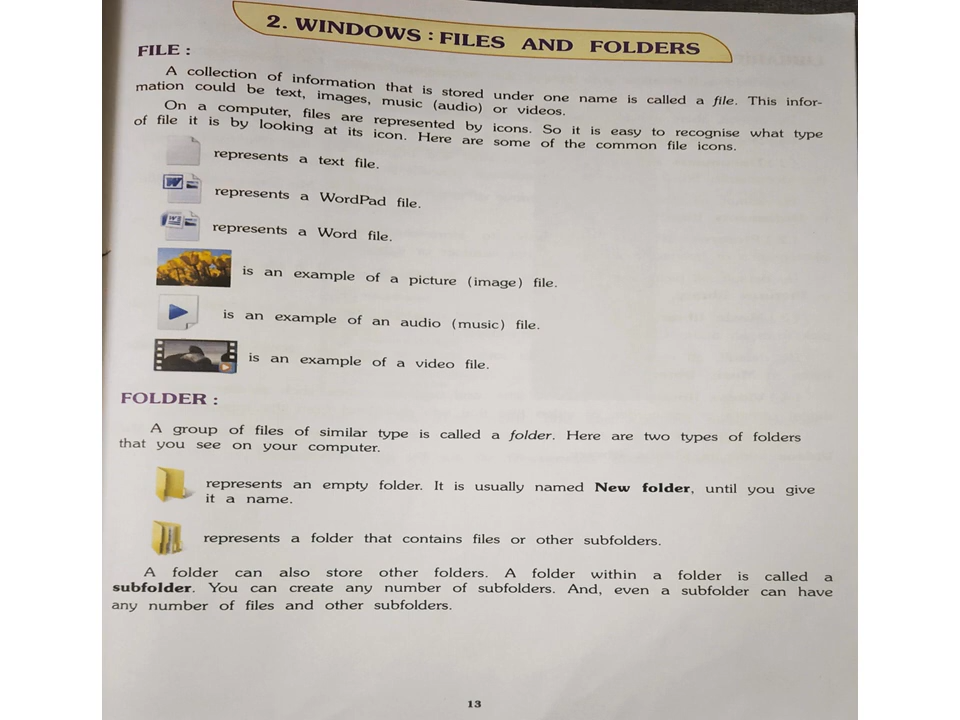 2. WINDOWS : FILES AND FOLDERS
FILE :
A collection of information that is stored under one name is called a file. This infor-
mation could be text, images, music (audio) or videos.
On a computer, files are represented by icons. So it is easy to recognise what type
of file it is by looking at its icon. Here are some of the common file icons.
represents a text file.
W
represents a WordPad file.
W
represents a Word file.
is an example of a picture (image) file.
is an example of an audio (music) file.
is an example of a video file.
FOLDER :
A group of files of similar type is called a folder. Here are two types of folders
that you see on your computer.
represents an empty folder. It is usually named New folder, until you give
it a name.
represents a folder that contains files or other subfolders.
A folder can also store other folders. A folder within a folder is called a
subfolder. You can create any number of subfolders. And, even a subfolder can have
any number of files and other subfolders.
13